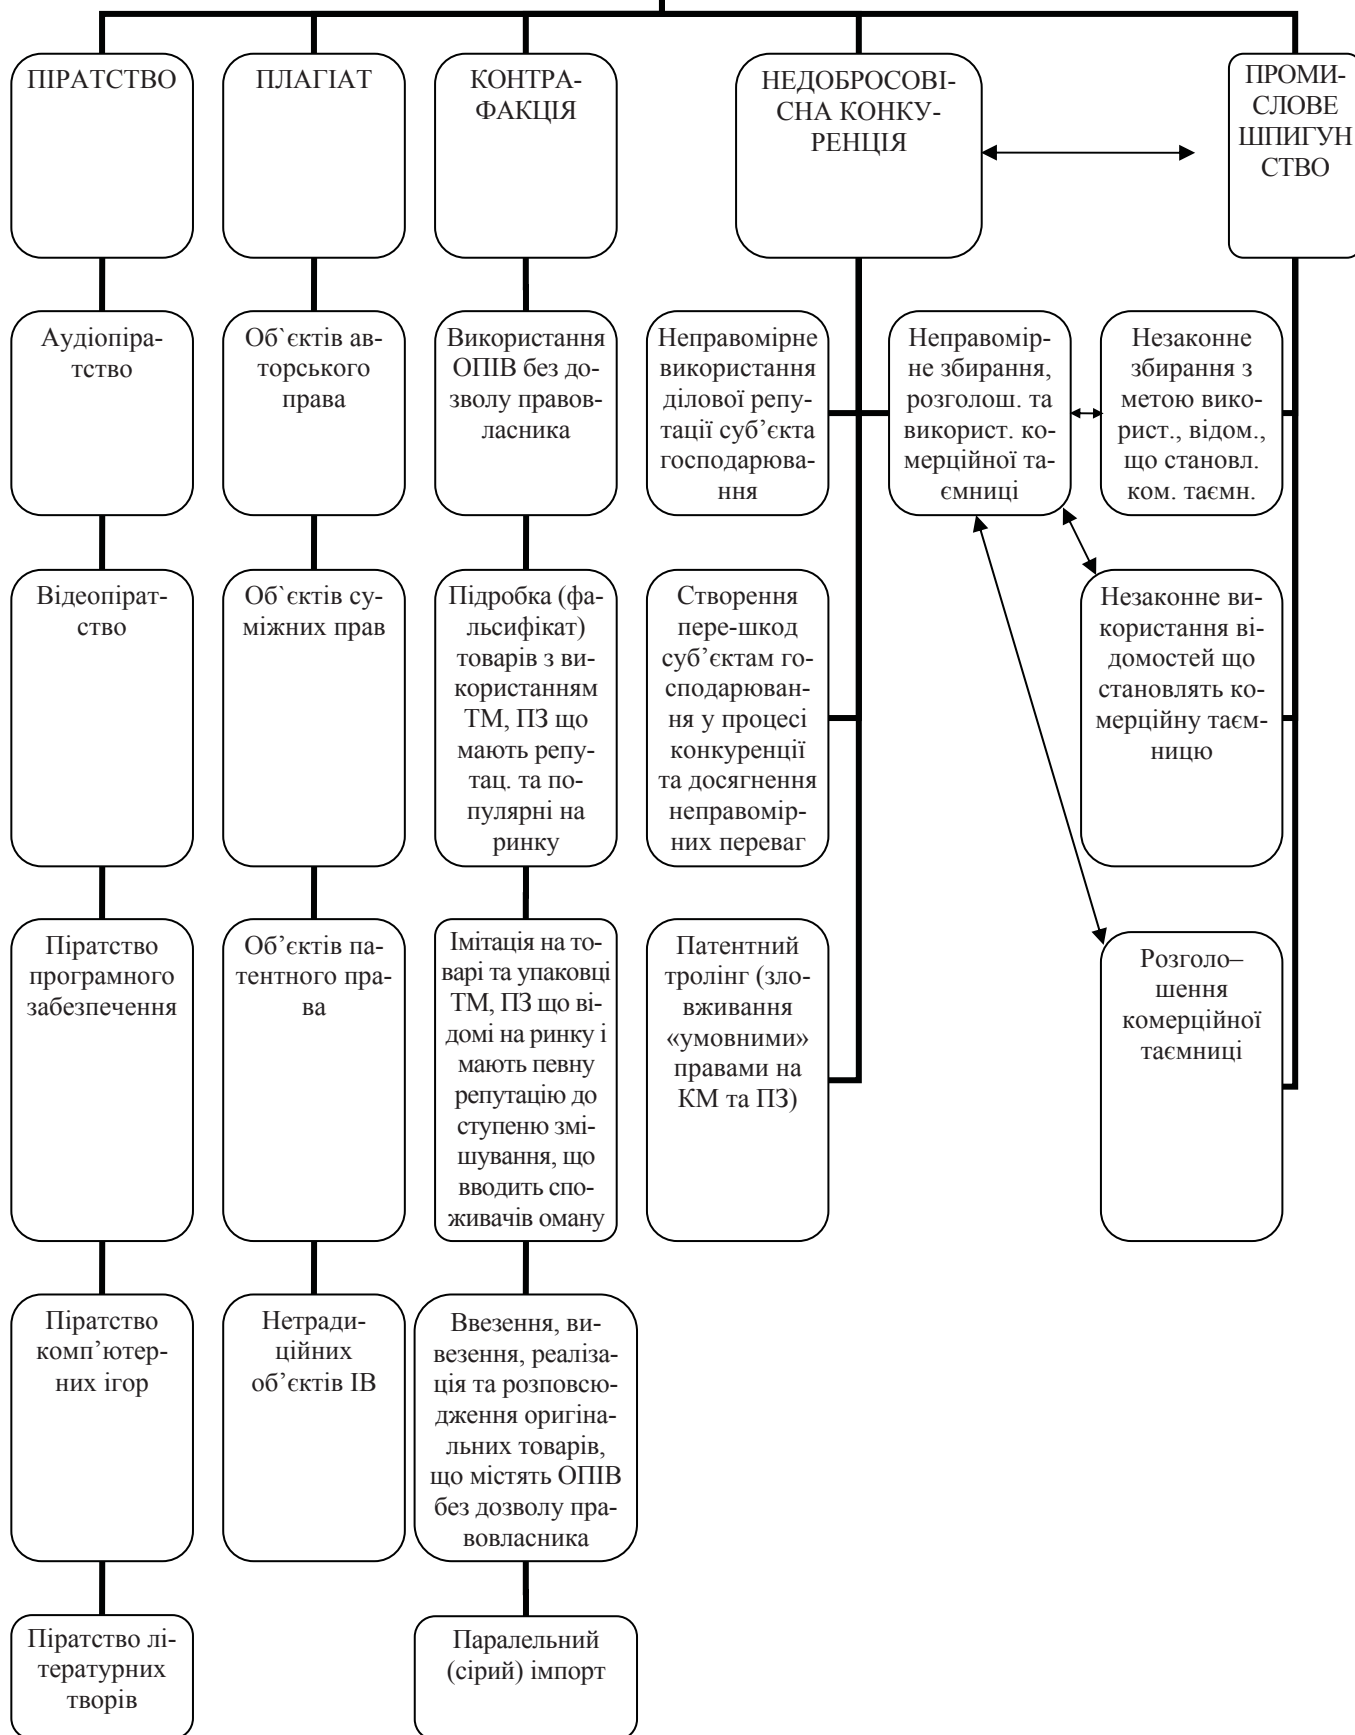 ПІРАТСТВО
ПЛАГІАТ
КОНТРА-
ФАКЦІЯ
НЕДОБРОСОВІ-
СНА КОНКУ-
РЕНЦІЯ
ПРОМИ-
СЛОВЕ
ШПИГУН
СТВО
Аудіопіра-
тство
Об`єктів ав-
торського
права
Використання
ОПІВ без до-
зволу правов-
ласника
Неправомірне
використання
ділової репу-
тації суб’єкта
господарюва-
ння
Неправомір-
не збирання,
розголош. та
використ. ко-
мерційної та-
ємниці
Незаконне
збирання з
метою вико-
рист., відом.,
що становл.
ком. таємн.
Відеопірат-
ство
Об`єктів су-
міжних прав
Підробка (фа-
льсифікат)
товарів з ви-
користанням
ТМ, ПЗ що
мають репу-
тац. та по-
пулярні на
ринку
Створення
пере-шкод
суб’єктам го-
сподарюван-
ня у процесі
конкуренції
та досягнення
неправомір-
них переваг
Незаконне ви-
користання ві-
домостей що
становлять ко-
мерційну таєм-
ницю
Піратство
програмного
забезпечення
Об’єктів па-
тентного пра-
ва
Імітація на то-
варі та упаковці
ТМ, ПЗ що ві-
домі на ринку і
мають певну
репутацію до
ступеню змі-
шування, що
вводить спо-
живачів оману
Патентний
тролінг (зло-
вживання
«умовними»
правами на
КМ та ПЗ)
Розголо–
шення
комерційної
таємниці
Піратство
комп’ютер-
них ігор
Нетради-
ційних
об’єктів ІВ
Ввезення, ви-
везення, реаліза-
ція та розповсю-
дження оригіна-
льних товарів,
що містять ОПІВ
без дозволу пра-
вовласника
Піратство лі-
тературних
творів
Паралельний
(сірий) імпорт